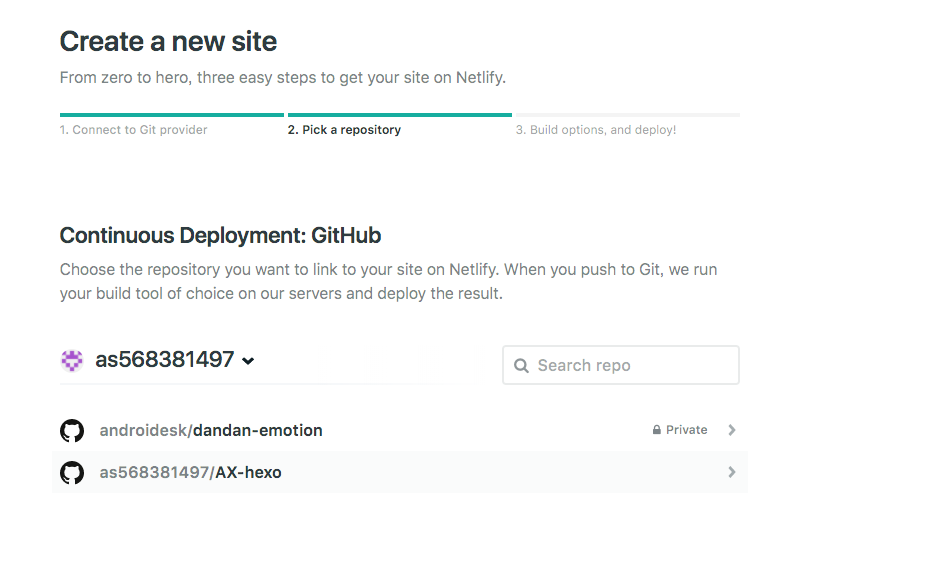 Create a new site
From zero to hero, three easy steps to get your site on Netlify.
1. Connect to Git provider
2. Pick a repository
3. Build options, and deploy!
Continuous Deployment: GitHub
Choose the repository you want to link to your site on Netlify. When you push to Git, we run
your build tool of choice on our servers and deploy the result.
as568381497
Search repo
androidesk/dandan-emotion
Private
as568381497/AX-hexo